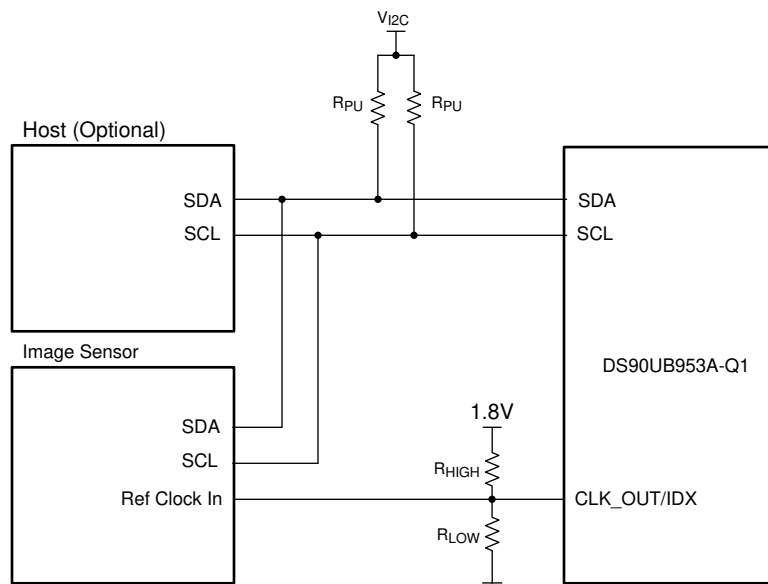 VI2C
RPU
RPU
Host (Optional)
SDA
SCL
SDA
SCL
Image Sensor
DS90UB953A-Q1
1.8V
SDA
SCL
RHIGH
Ref Clock In
CLK_OUT/IDX
RLOW